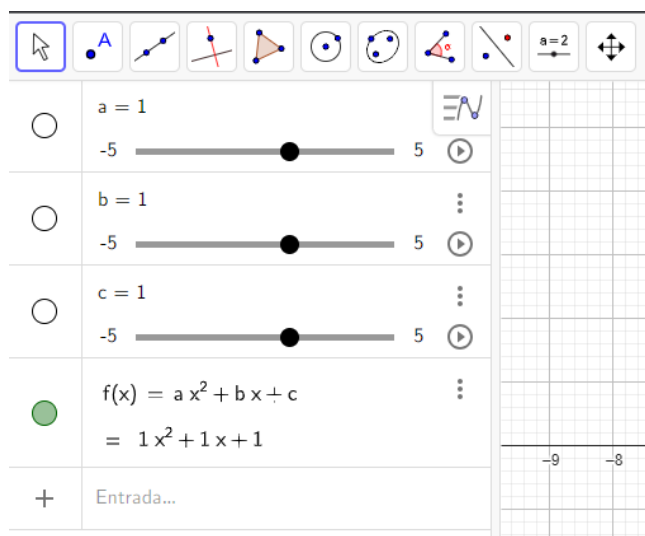 A
α
a=2
a = 1
-5 5
b = 1
-5 5
c = 1
-5 5
f(x) = a x² + b x + c
= 1 x² + 1 x + 1
+ Entrada...
–9 –8